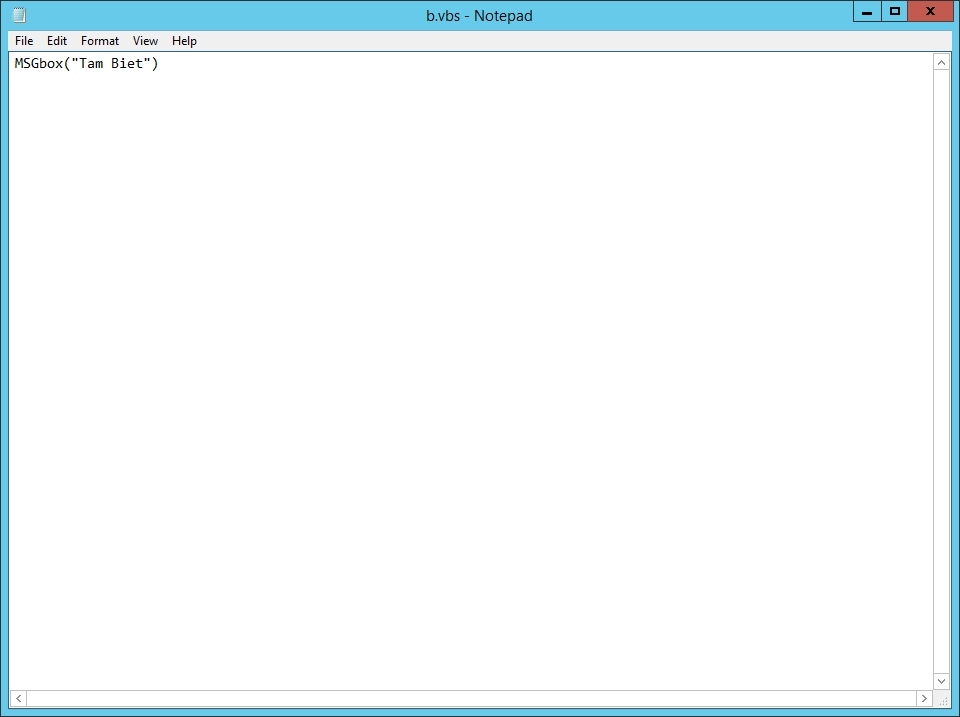 b.vbs - Notepad
File Edit Format View Help
MSGbox("Tam Biet")